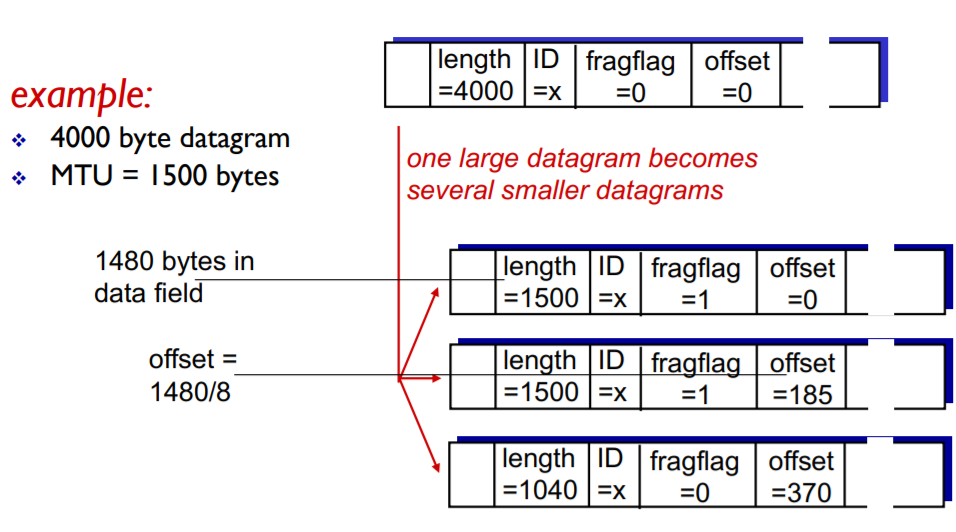 length ID fragflag offset
=4000 =x =0 =0
example:
4000 byte datagram
MTU = 1500 bytes
one large datagram becomes
several smaller datagrams
1480 bytes in
data field
length ID fragflag offset
=1500 =x =1 =0
offset =
1480/8
length ID fragflag offset
=1500 =x =1 =185
length ID fragflag offset
=1040 =x =0 =370